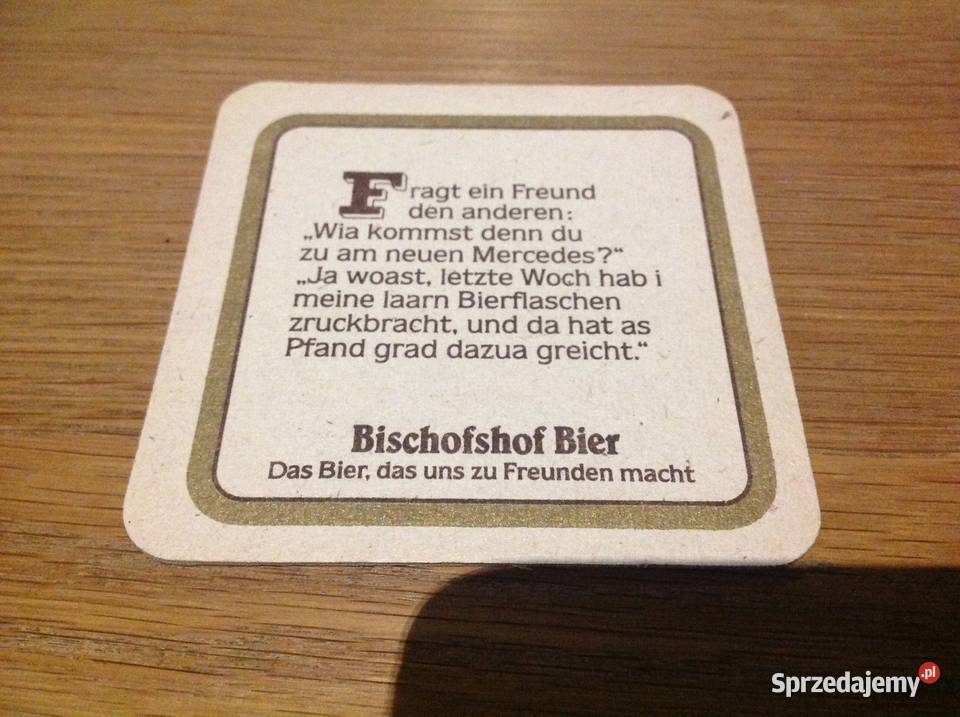 Fragt ein Freund
den anderen:
„Wia kommst denn du
zu am neuen Mercedes?“
„Ja woast, letzte Woch hab i
meine laarn Bierflaschen
zruckbracht, und da hat as
Pfand grad dazua greicht.“
Bischofshof Bier
Das Bier, das uns zu Freunden macht
Sprzedajemy.pl